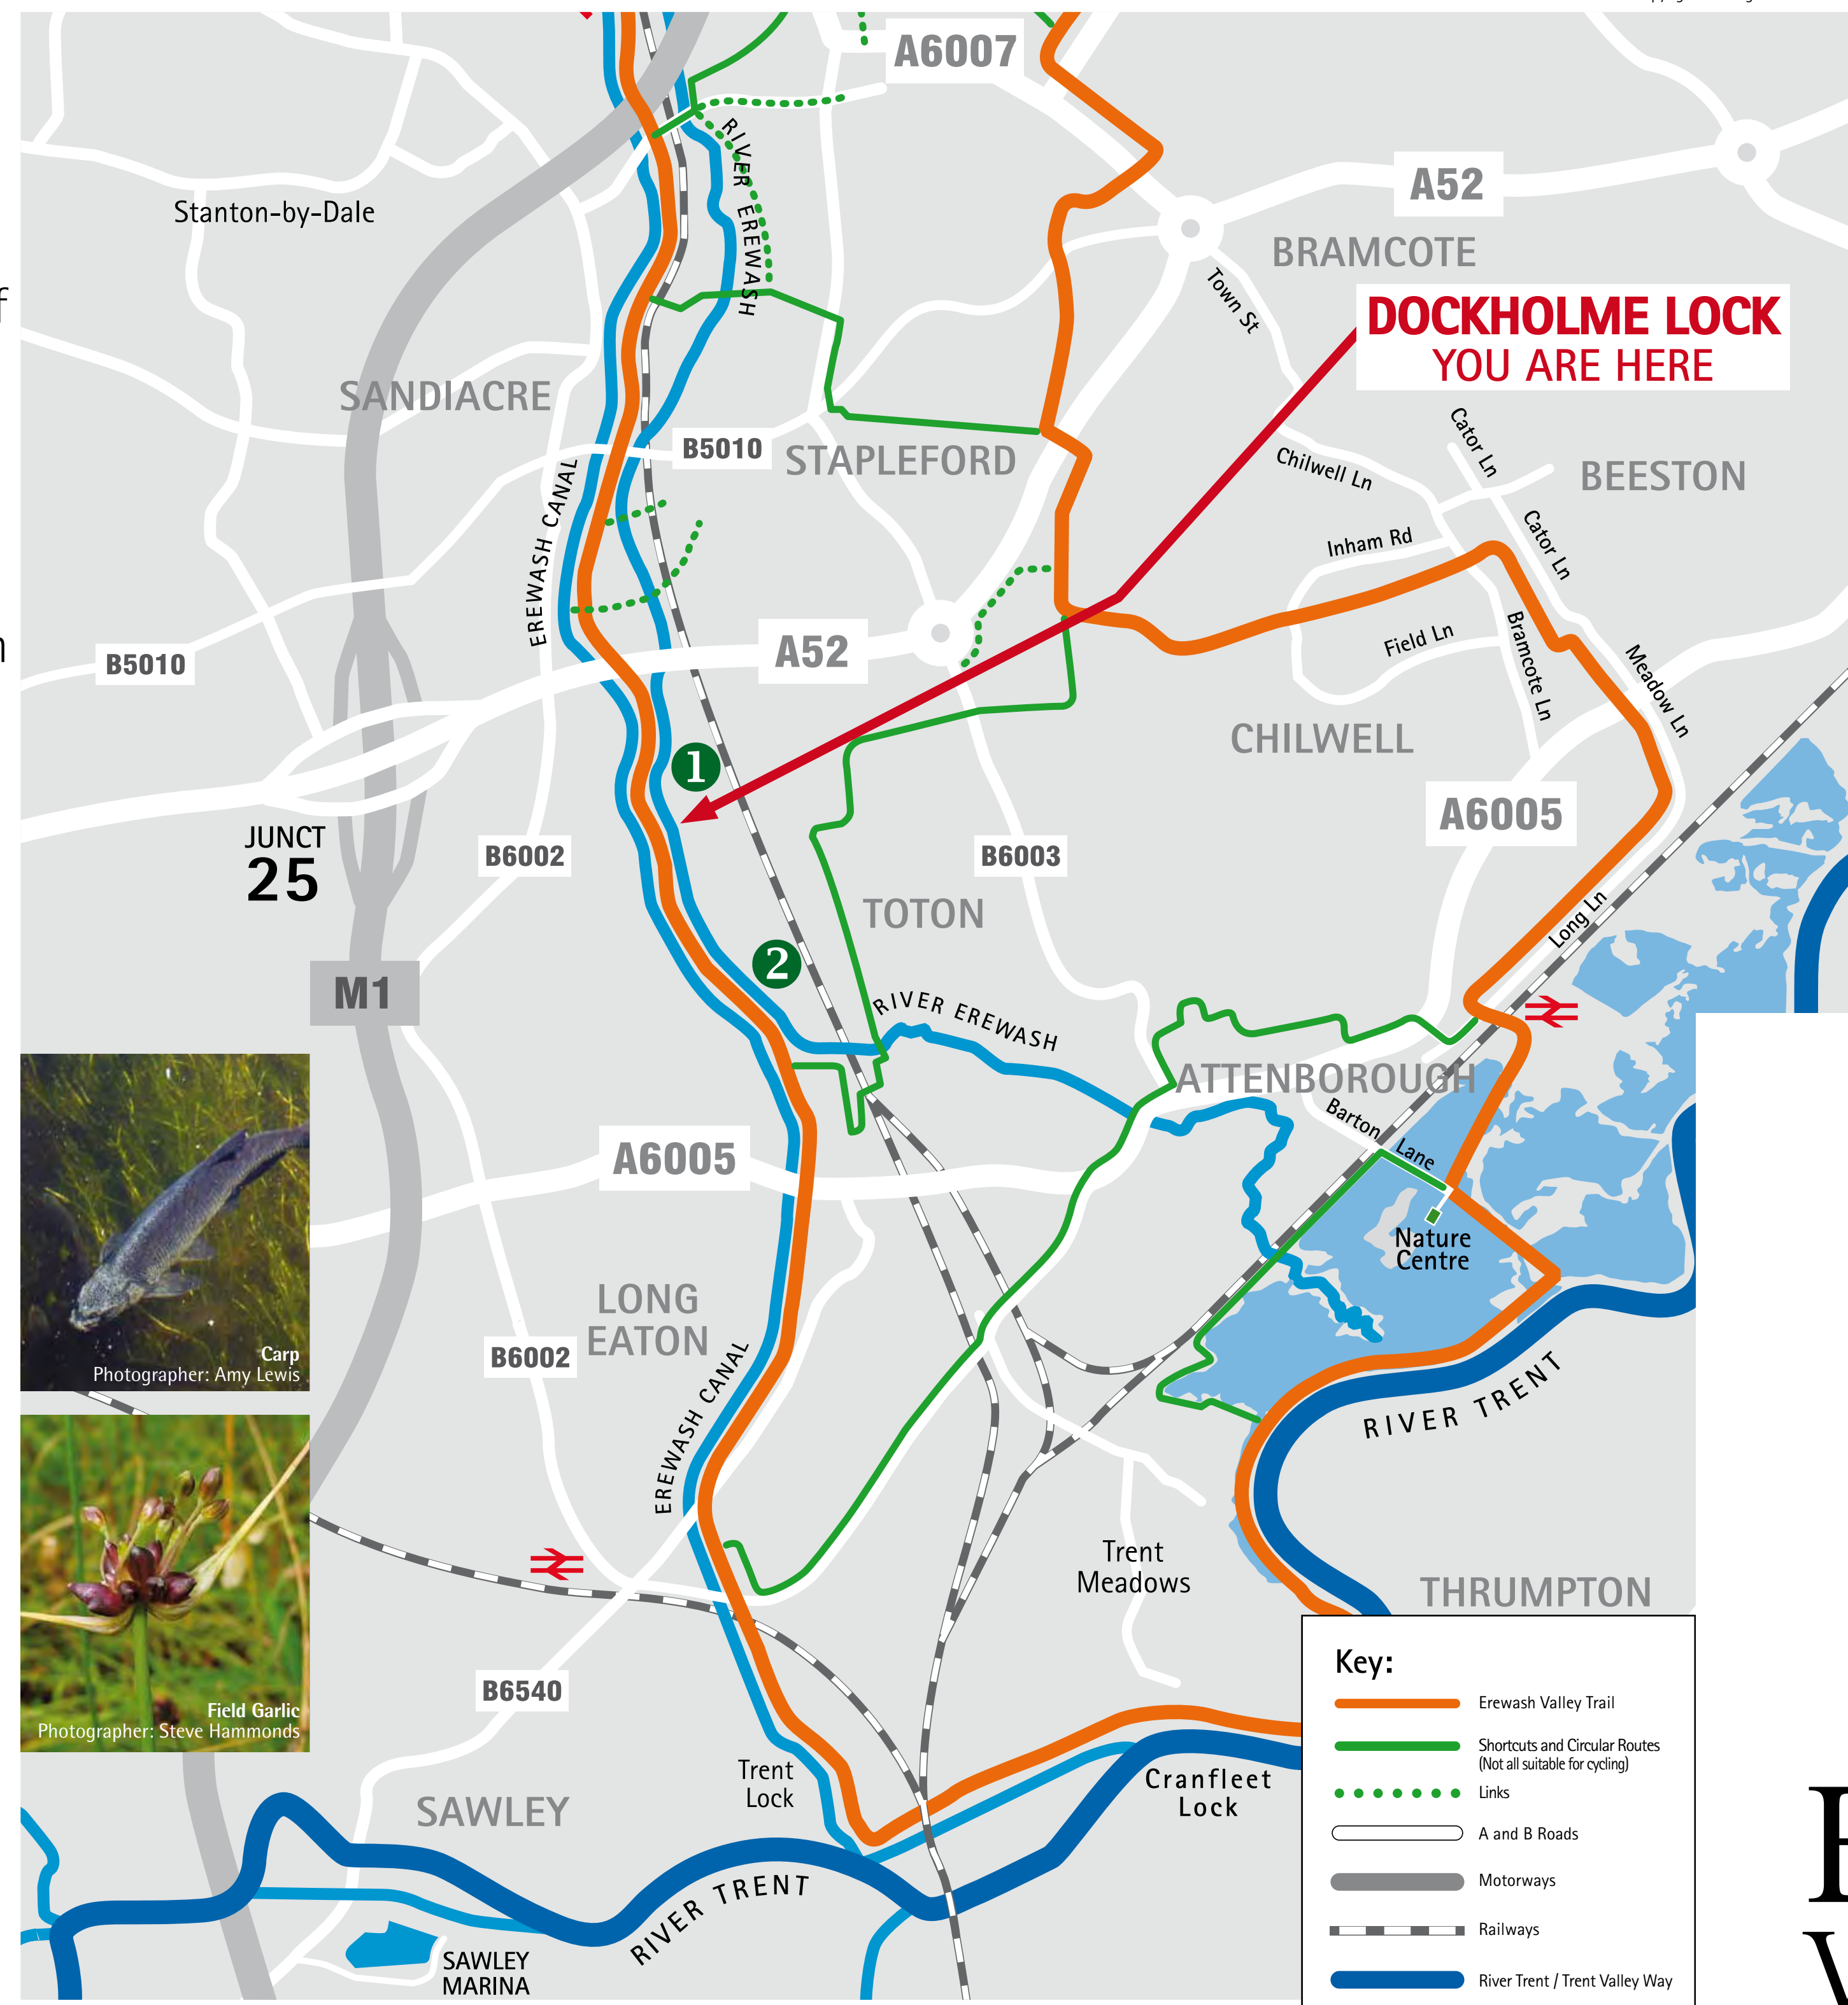 A6007
A52
RIVER EREWASH
Stanton-by-Dale
BRAMCOTE
Town St
DOCKHOLME LOCK
YOU ARE HERE
SANDIACRE
B5010
STAPLEFORD
Cator Ln
Chilwell Ln
BEESTON
EREWASH CANAL
Inham Rd
Cator Ln
Field Ln
Bramcote Ln
Meadow Ln
A52
B5010
CHILWELL
1
A6005
JUNCT
25
B6002
B6003
TOTON
Long Ln
2
M1
RIVER EREWASH
ATTENBOROUGH
Barton Lane
A6005
Nature
Centre
LONG
EATON
B6002
EREWASH CANAL
Carp
Photographer: Amy Lewis
RIVER TRENT
Trent
Meadows
THRUMPTON
Field Garlic
Photographer: Steve Hammonds
B6540
Trent
Lock
Cranfleet
Lock
SAWLEY
RIVER TRENT
SAWLEY
MARINA
Key:
Erewash Valley Trail
Shortcuts and Circular Routes
(Not all suitable for cycling)
Links
A and B Roads
Motorways
Railways
River Trent / Trent Valley Way